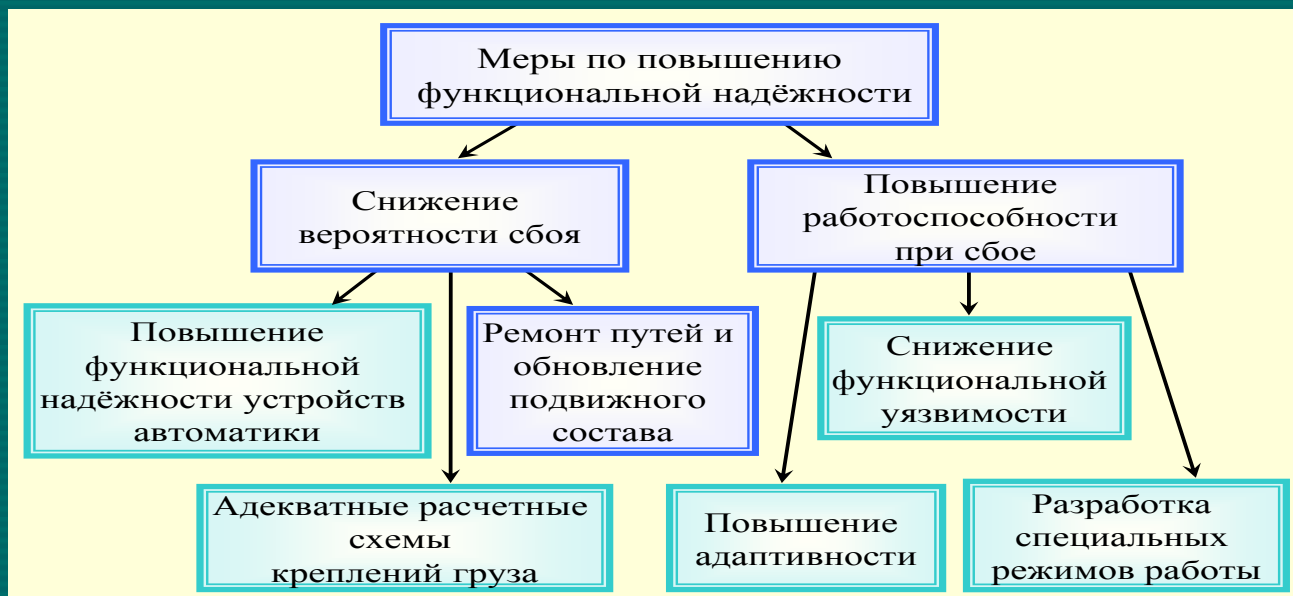 Меры по повышению
функциональной надёжности
Снижение
вероятности сбоя
Повышение
работоспособности
при сбое
Повышение
функциональной
надёжности устройств
автоматики
Ремонт путей и
обновление
подвижного
состава
Снижение
функциональной
уязвимости
Адекватные расчетные
схемы
креплений груза
Повышение
адаптивности
Разработка
специальных
режимов работы